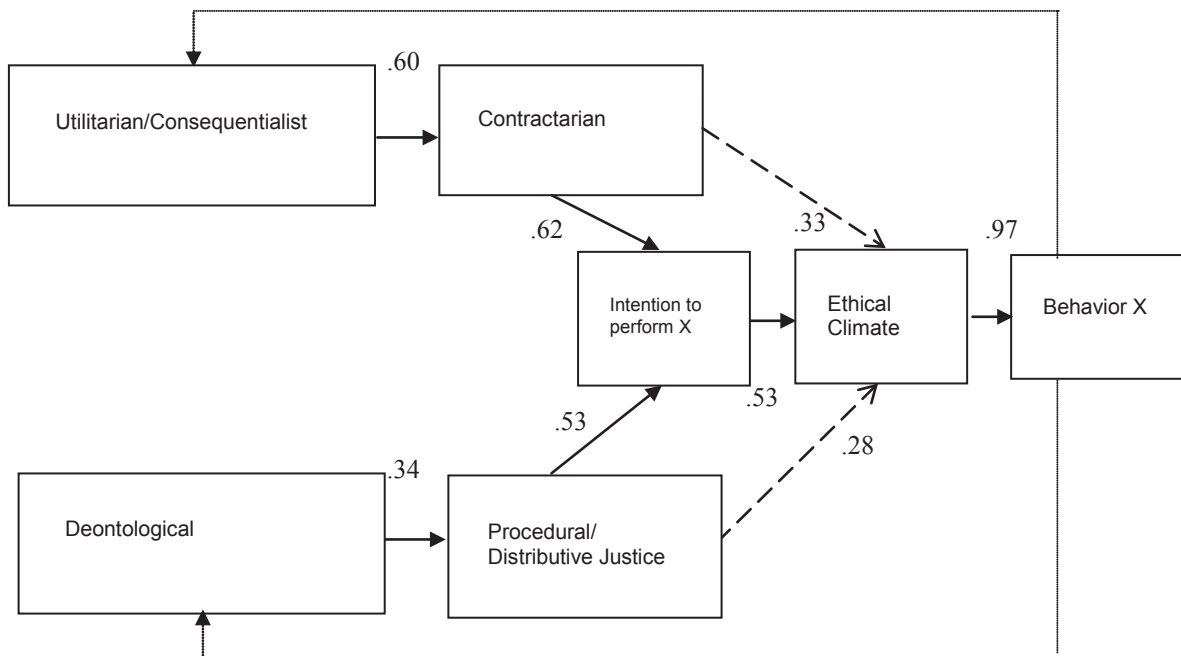 .60
Utilitarian/Consequentialist
Contractarian
.62
.33
.97
Intention to
perform X
Ethical
Climate
Behavior X
.53
.53
.28
.34
Deontological
Procedural/
Distributive Justice